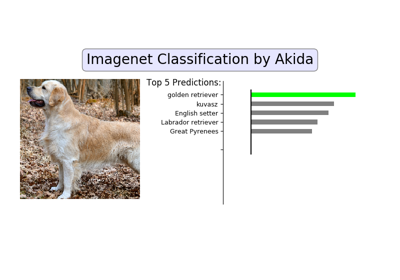 Imagenet Classification by Akida
Top 5 Predictions:
golden retriever
kuvasz
English setter
Labrador retriever
Great Pyrenees